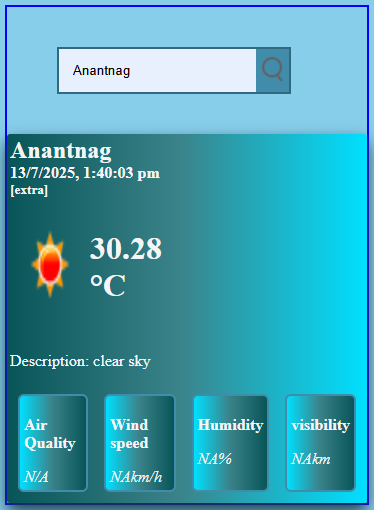 Anantnag
Anantnag
13/7/2025, 1:40:03 pm
[extra]
30.28
°C
Description: clear sky
Air
Quality
N/A
Wind
speed
NAkm/h
Humidity
NA%
visibility
NAkm